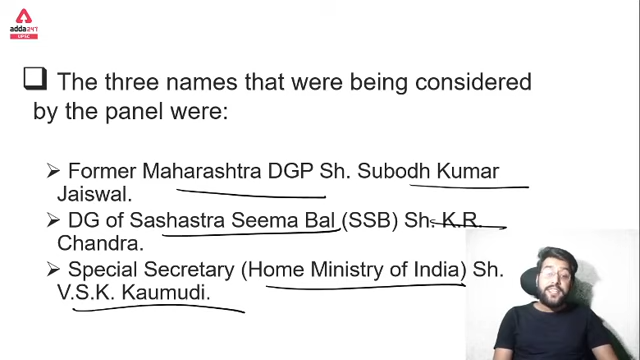 adda247
UPSC
The three names that were being considered
by the panel were:
Former Maharashtra DGP Sh. Subodh Kumar
Jaiswal.
DG of Sashastra Seema Bal (SSB) Sh. K.R.
Chandra.
Special Secretary (Home Ministry of India) Sh.
V.S.K. Kaumudi.